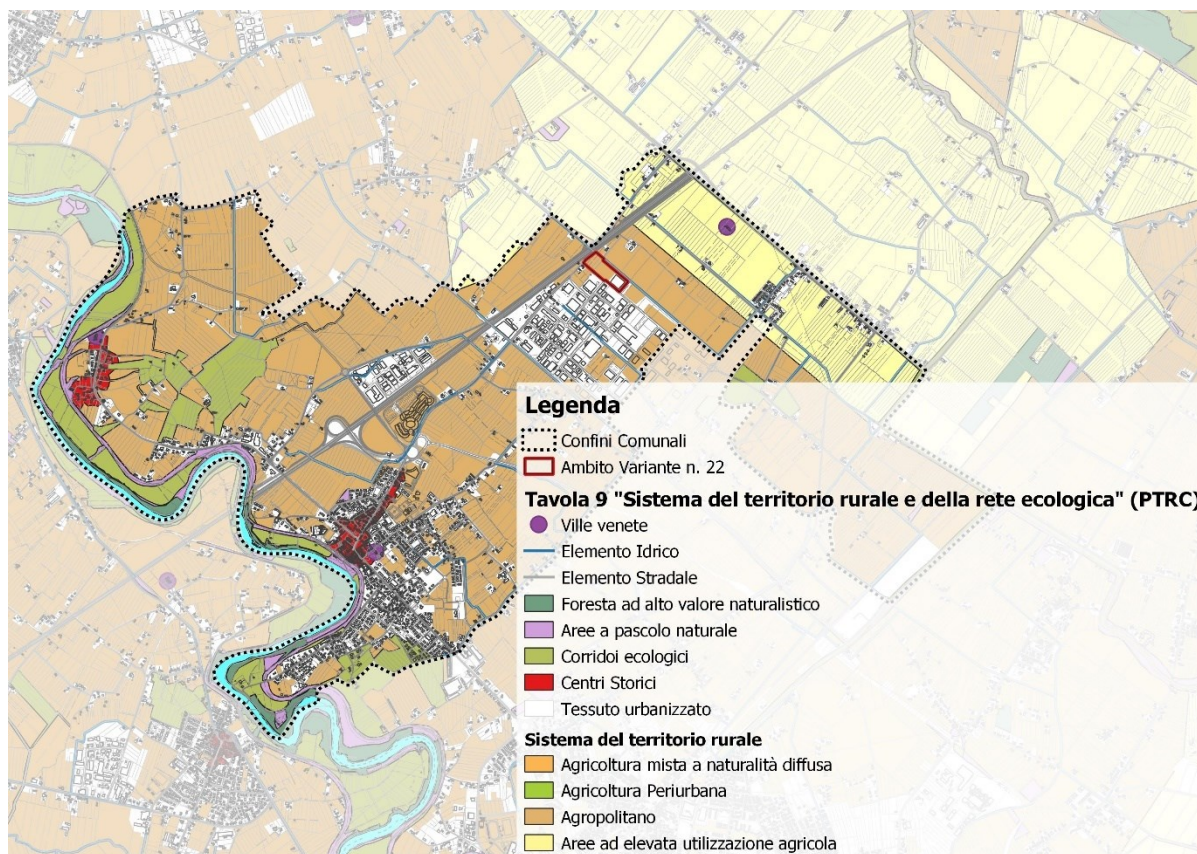 Legenda
Confini Comunali
Ambito Variante n. 22
Tavola 9 "Sistema del territorio rurale e della rete ecologica" (PTRC)
Ville venete
Elemento Idrico
Elemento Stradale
Foresta ad alto valore naturalistico
Aree a pascolo naturale
Corridoi ecologici
Centri Storici
Tessuto urbanizzato
Sistema del territorio rurale
Agricoltura mista a naturalità diffusa
Agricoltura Periurbana
Agropolitano
Aree ad elevata utilizzazione agricola